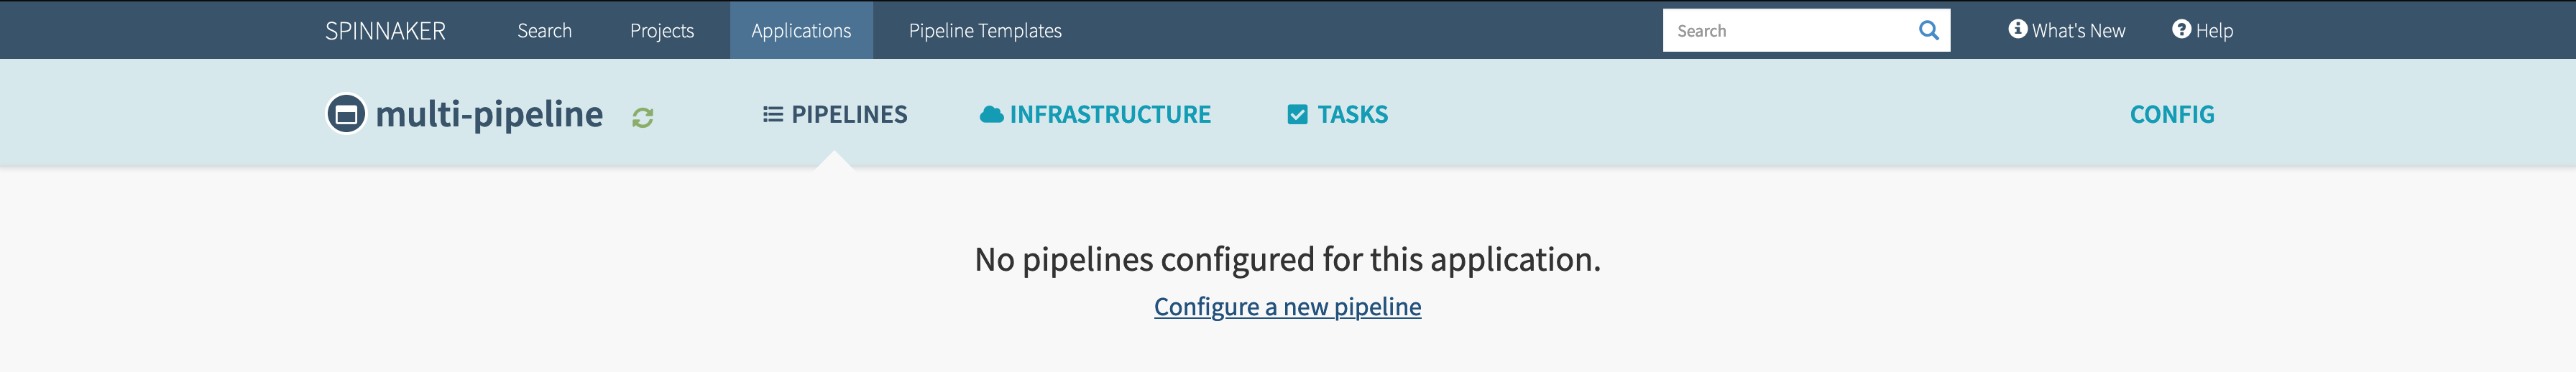 SPINNAKER Search Projects Applications Pipeline Templates Search What's New Help
multi-pipeline PIPELINES INFRASTRUCTURE TASKS CONFIG
No pipelines configured for this application.
Configure a new pipeline